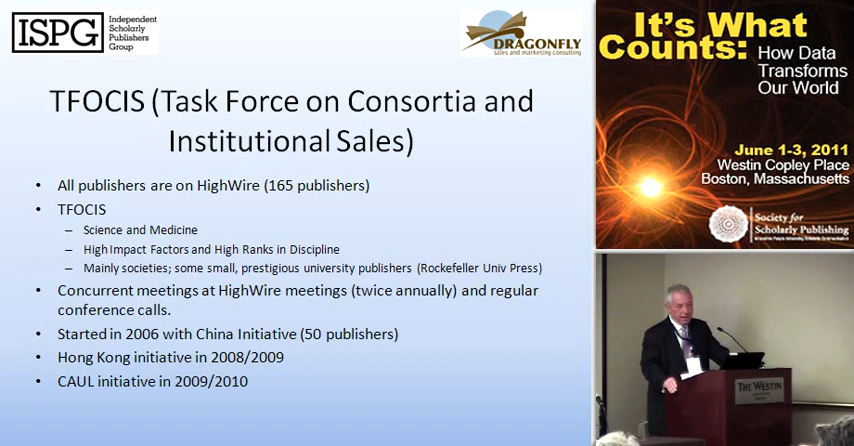 ISPG
Independent
Scholarly
Publishers
Group
DRAGONFLY
sales and marketing consulting
TFOCIS (Task Force on Consortia and
Institutional Sales)
• All publishers are on HighWire (165 publishers)
• TFOCIS
– Science and Medicine
– High Impact Factors and High Ranks in Discipline
– Mainly societies; some small, prestigious university publishers (Rockefeller Univ Press)
• Concurrent meetings at HighWire meetings (twice annually) and regular
conference calls.
• Started in 2006 with China Initiative (50 publishers)
• Hong Kong initiative in 2008/2009
• CAUL initiative in 2009/2010
It's What
Counts: How Data
Transforms
Our World
June 1-3, 2011
Westin Copley Place
Boston, Massachusetts
Society for
Scholarly Publishing
THE WESTIN